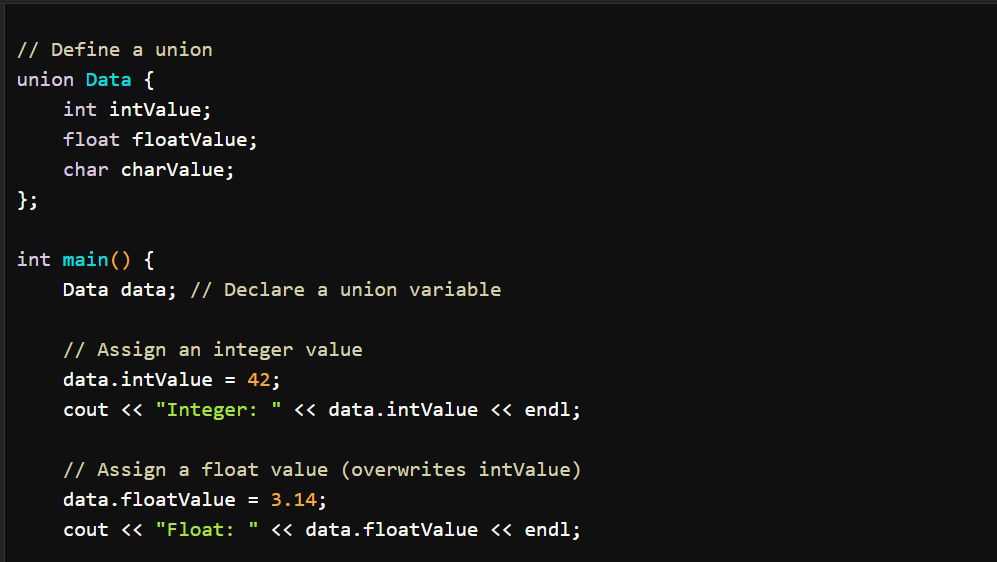 // Define a union
union Data {
    int intValue;
    float floatValue;
    char charValue;
};
int main() {
    Data data; // Declare a union variable
    // Assign an integer value
    data.intValue = 42;
    cout << "Integer: " << data.intValue << endl;
    // Assign a float value (overwrites intValue)
    data.floatValue = 3.14;
    cout << "Float: " << data.floatValue << endl;